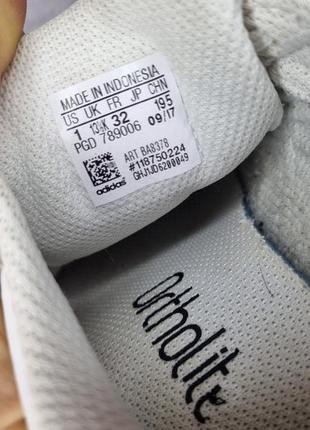 MADE IN INDONESIA
US UK FR JP CHN
1 13½K 32 195
PGD 789006 09/17
ART BA8378
#118750224
GHJ1JD6200049
adidas
Ortholite